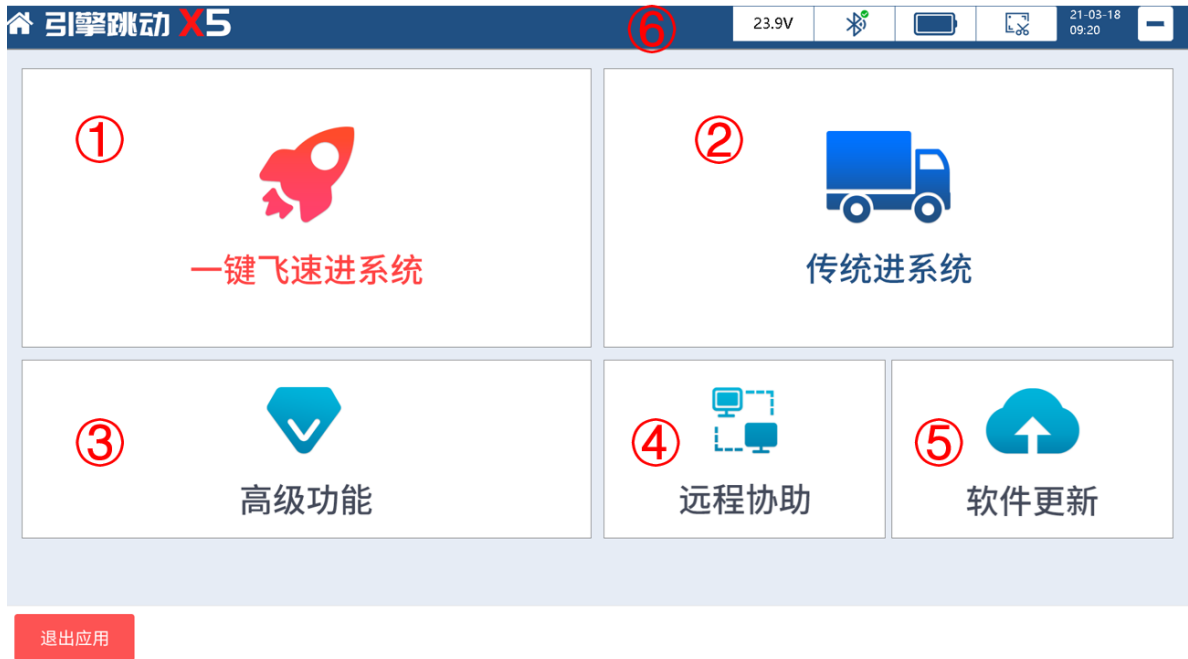 引擎跳动 X5
⑥
23.9V
21-03-18
09:20
①
一键飞速进系统
②
传统进系统
③
高级功能
④
远程协助
⑤
软件更新
退出应用